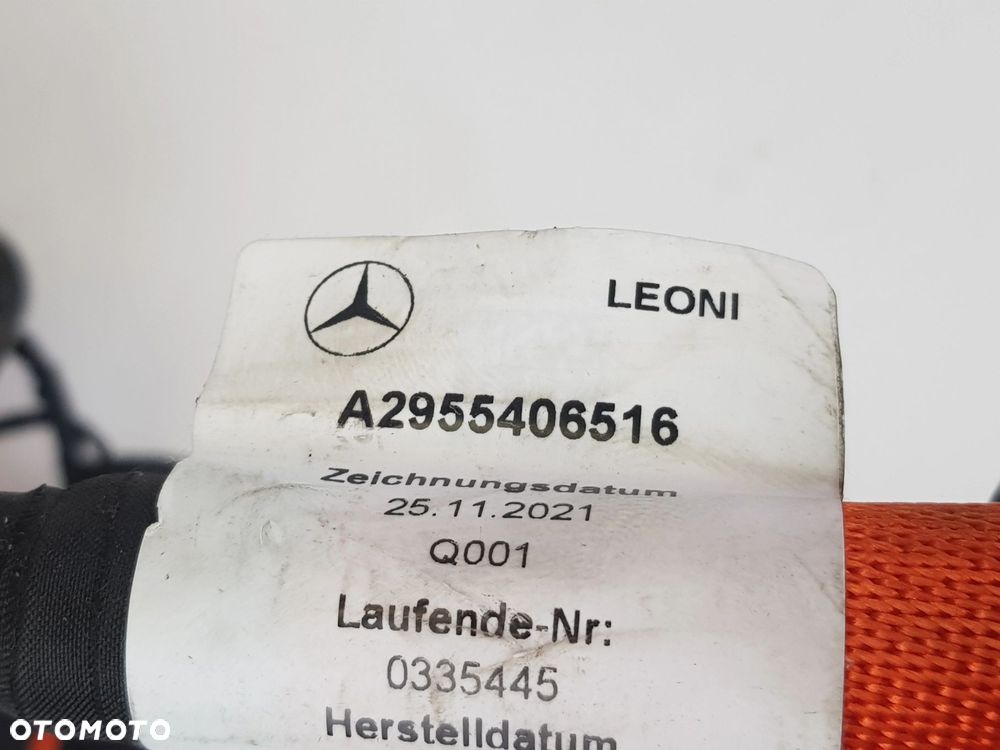 LEONI
A2955406516
Zeichnungsdatum
25.11.2021
Q001
Laufende-Nr:
0335445
Herstelldatum
OTOMOTO